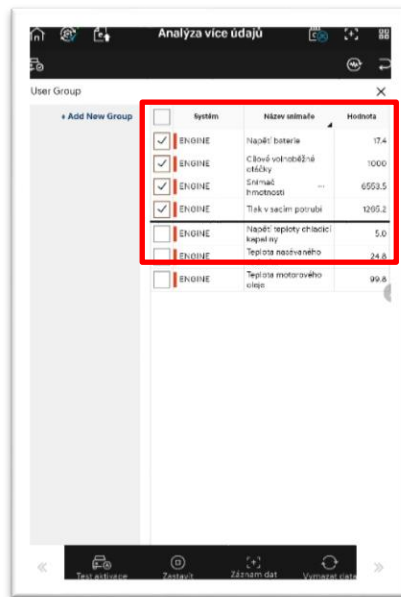 Analýza více údajů
User Group
+ Add New Group
Systém Název snímače Hodnota
ENGINE Napětí baterie 17.4
ENGINE Cílové volnoběžné otáčky 1000
ENGINE Snímač hmotnosti ... 6553.5
ENGINE Tlak v sacím potrubí 1205.2
ENGINE Napětí teploty chladicí kapaliny 5.0
ENGINE Teplota nasávaného 24.8
ENGINE Teplota motorového oleje 99.8
Test aktivace Zastavit Záznam dat Vymazat data